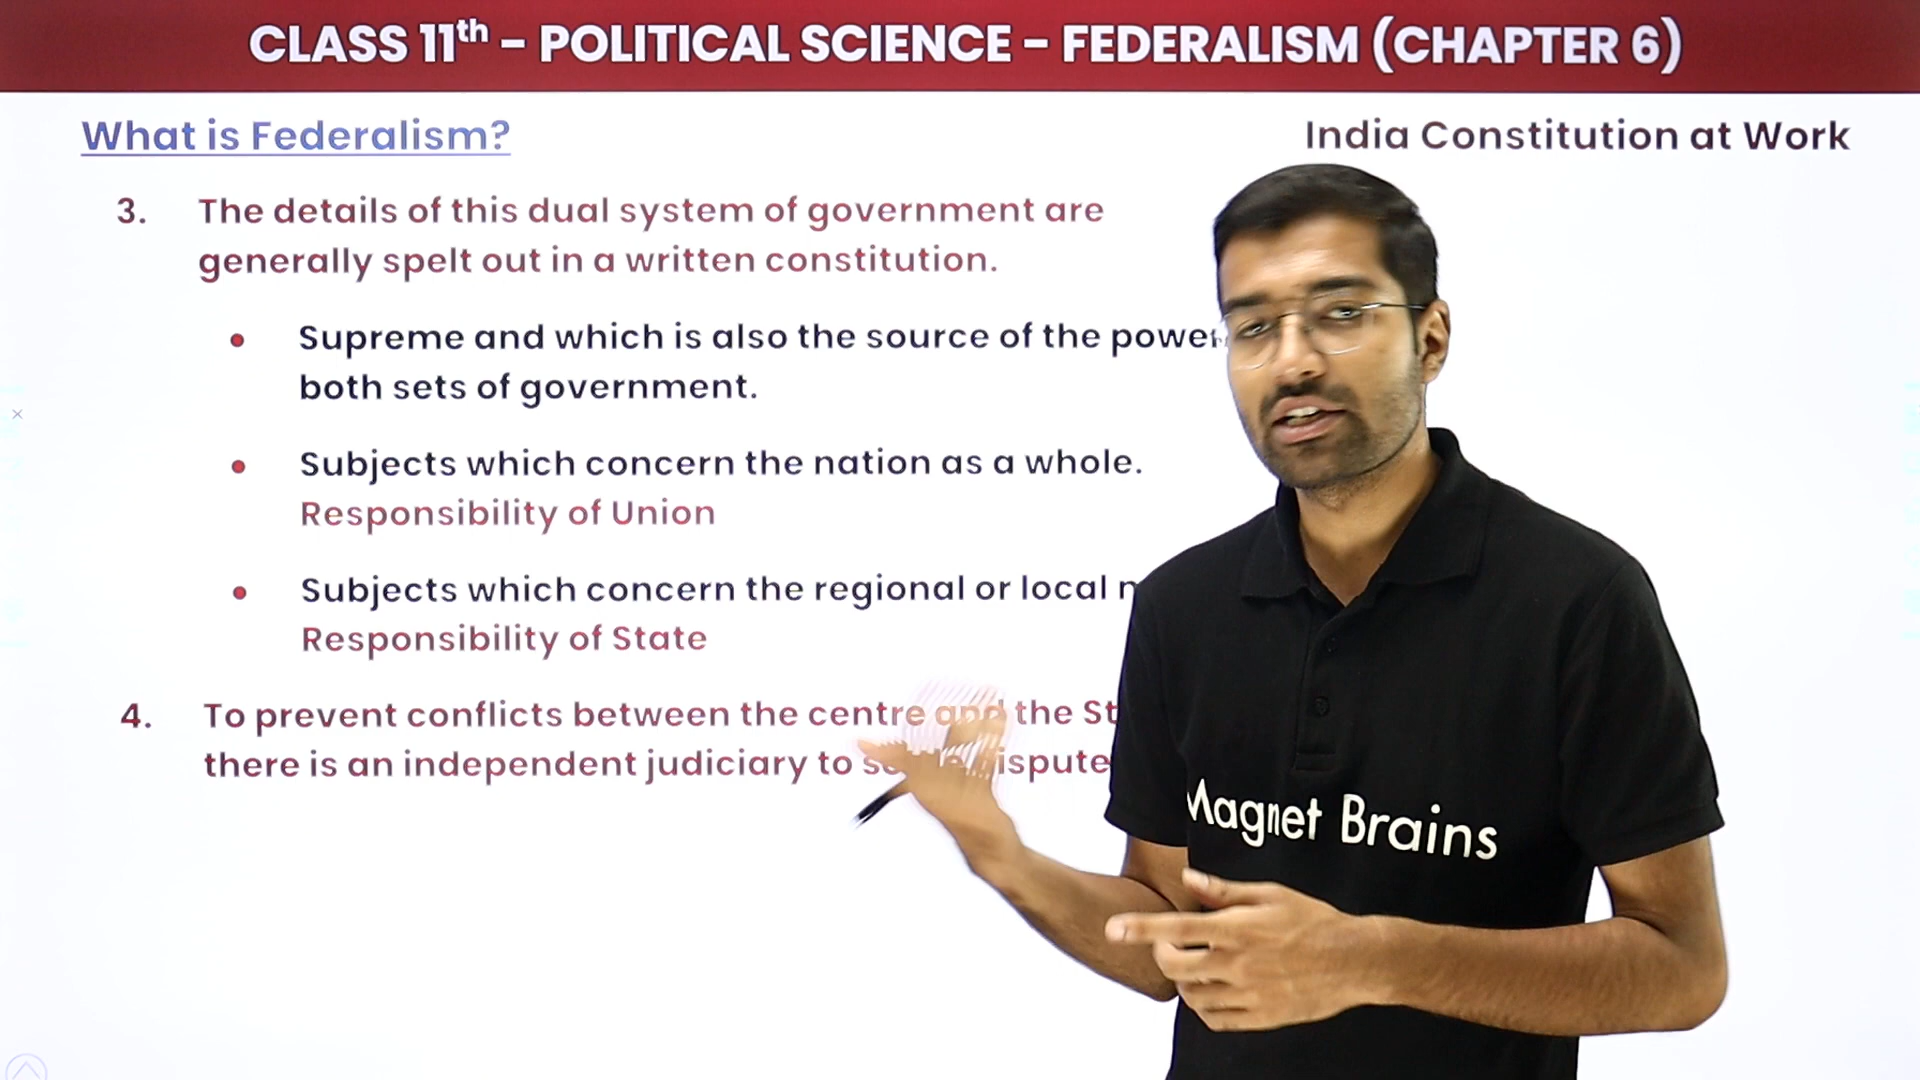 CLASS 11th – POLITICAL SCIENCE – FEDERALISM (CHAPTER 6)
What is Federalism?
India Constitution at Work
3. The details of this dual system of government are
generally spelt out in a written constitution.
• Supreme and which is also the source of the power
both sets of government.
• Subjects which concern the nation as a whole.
Responsibility of Union
• Subjects which concern the regional or local
Responsibility of State
4. To prevent conflicts between the centre and the
there is an independent judiciary to
Magnet Brains